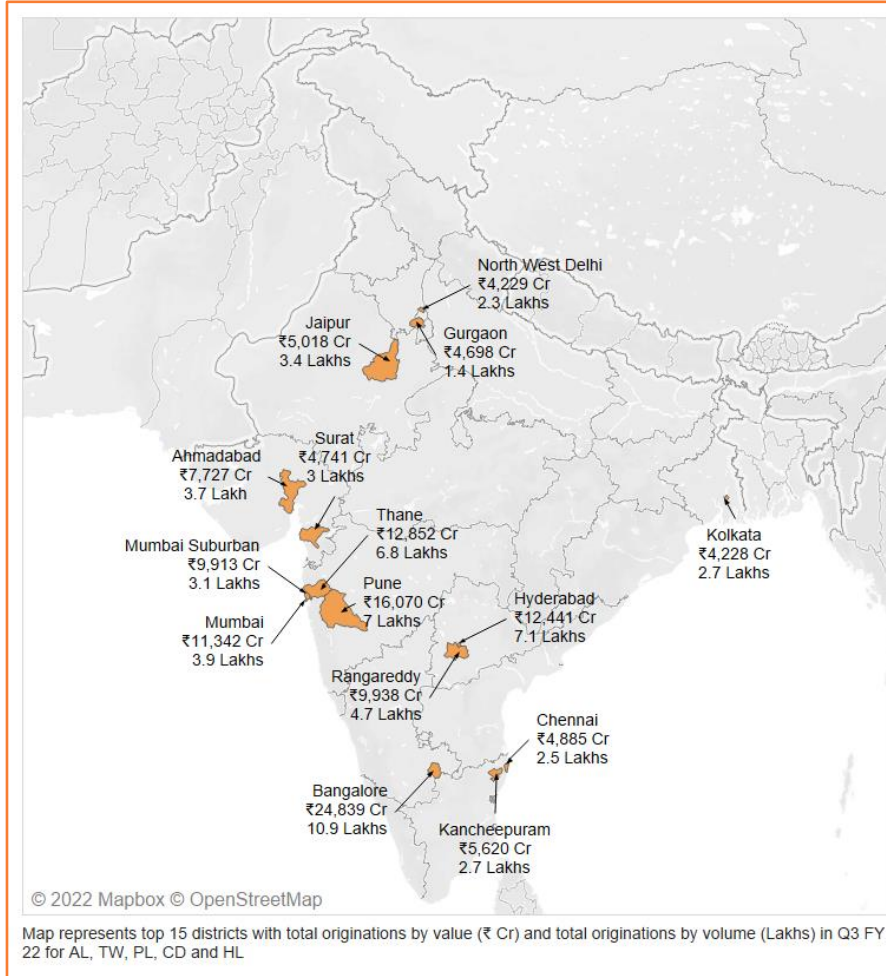 North West Delhi
₹4,229 Cr
2.3 Lakhs
Jaipur
₹5,018 Cr
3.4 Lakhs
Gurgaon
₹4,698 Cr
1.4 Lakhs
Surat
₹4,741 Cr
3 Lakhs
Ahmadabad
₹7,727 Cr
3.7 Lakh
Thane
₹12,852 Cr
6.8 Lakhs
Kolkata
₹4,228 Cr
2.7 Lakhs
Mumbai Suburban
₹9,913 Cr
3.1 Lakhs
Pune
₹16,070 Cr
7 Lakhs
Hyderabad
₹12,441 Cr
7.1 Lakhs
Mumbai
₹11,342 Cr
3.9 Lakhs
Rangareddy
₹9,938 Cr
4.7 Lakhs
Chennai
₹4,885 Cr
2.5 Lakhs
Bangalore
₹24,839 Cr
10.9 Lakhs
Kancheepuram
₹5,620 Cr
2.7 Lakhs
© 2022 Mapbox © OpenStreetMap
Map represents top 15 districts with total originations by value (₹ Cr) and total originations by volume (Lakhs) in Q3 FY
22 for AL, TW, PL, CD and HL